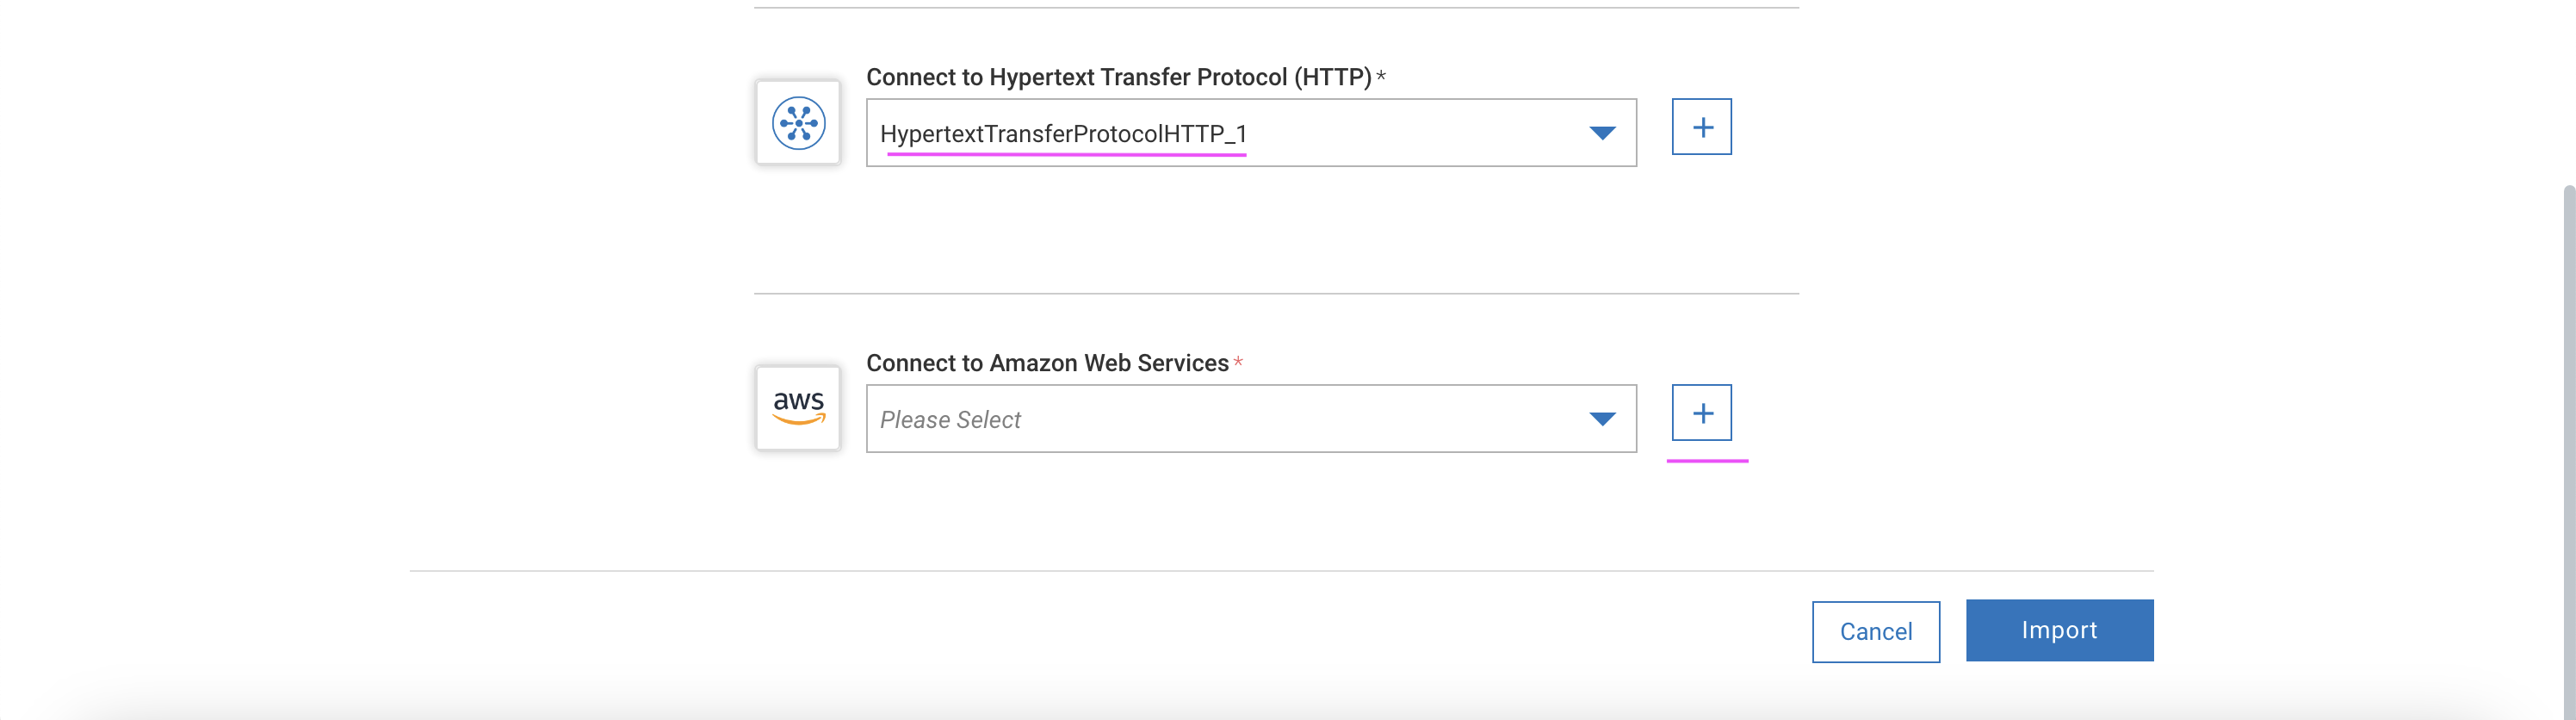 Connect to Hypertext Transfer Protocol (HTTP) *
HypertextTransferProtocolHTTP_1
+
Connect to Amazon Web Services *
aws
Please Select
+
Cancel
Import